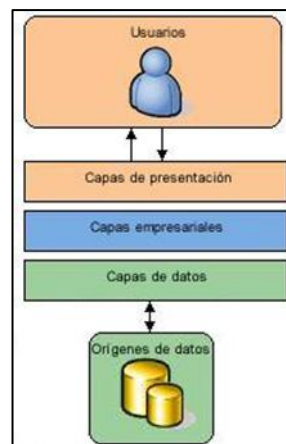 Usuarios
Capas de presentación
Capas empresariales
Capas de datos
Orígenes de datos